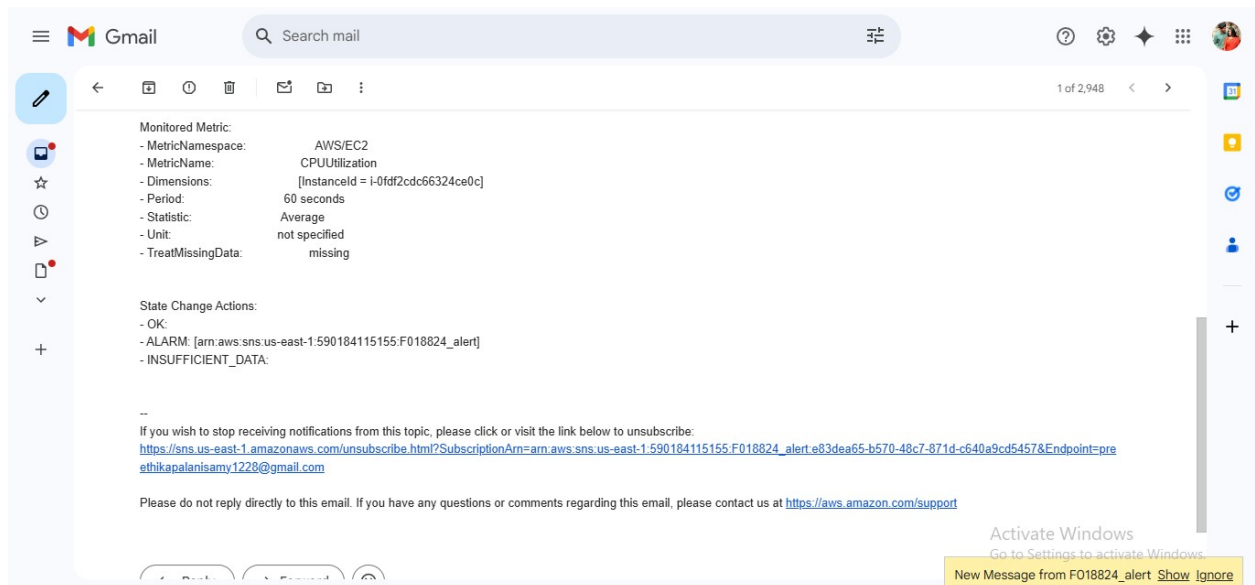 Gmail
Search mail
1 of 2,948
31
Monitored Metric:
- MetricNamespace: AWS/EC2
- MetricName: CPUUtilization
- Dimensions: [InstanceId = i-0fdf2cdc66324ce0c]
- Period: 60 seconds
- Statistic: Average
- Unit: not specified
- TreatMissingData: missing
State Change Actions:
- OK:
- ALARM: [arn:aws:sns:us-east-1:590184115155:F018824_alert]
- INSUFFICIENT_DATA:
--
If you wish to stop receiving notifications from this topic, please click or visit the link below to unsubscribe:
https://sns.us-east-1.amazonaws.com/unsubscribe.html?SubscriptionArn=arn:aws:sns:us-east-1:590184115155:F018824_alert:e83dea65-b570-48c7-871d-c640a9cd5457&Endpoint=pre
ethikapalanisamy1228@gmail.com
Please do not reply directly to this email. If you have any questions or comments regarding this email, please contact us at https://aws.amazon.com/support
Activate Windows
Go to Settings to activate Windows.
Reply Forward
New Message from F018824_alert Show Ignore